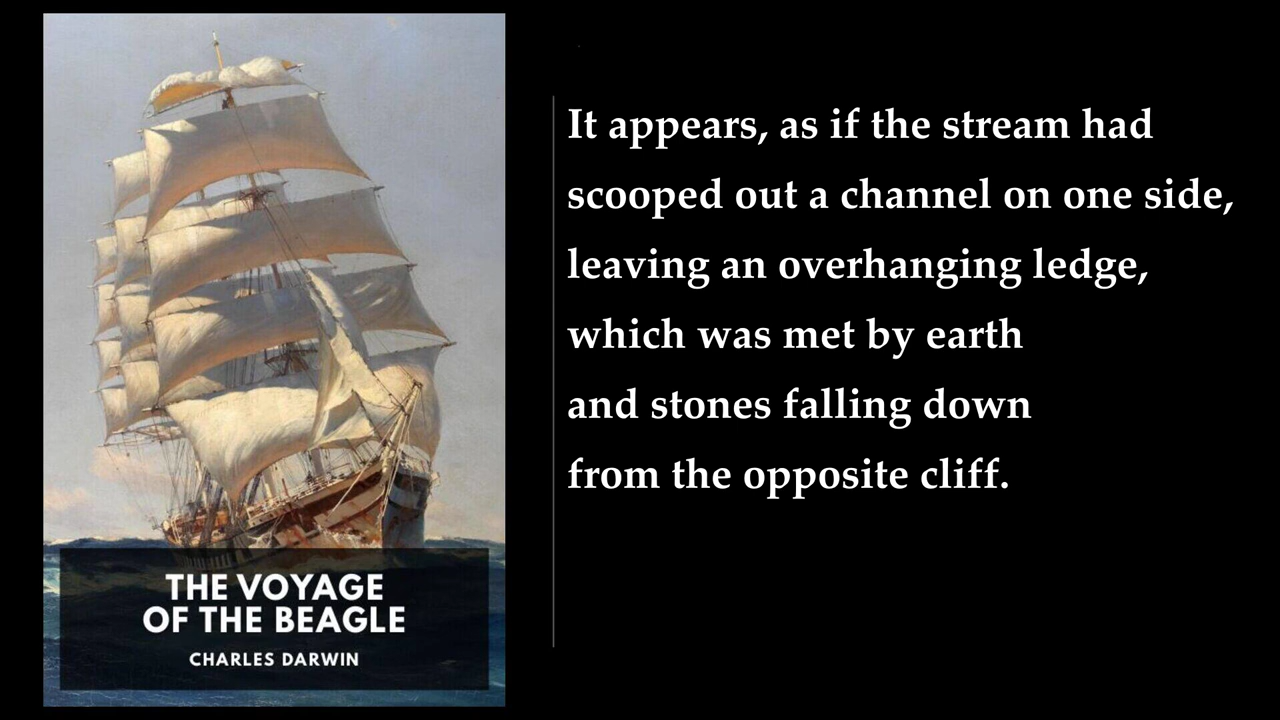 THE VOYAGE
OF THE BEAGLE
CHARLES DARWIN
It appears, as if the stream had
scooped out a channel on one side,
leaving an overhanging ledge,
which was met by earth
and stones falling down
from the opposite cliff.